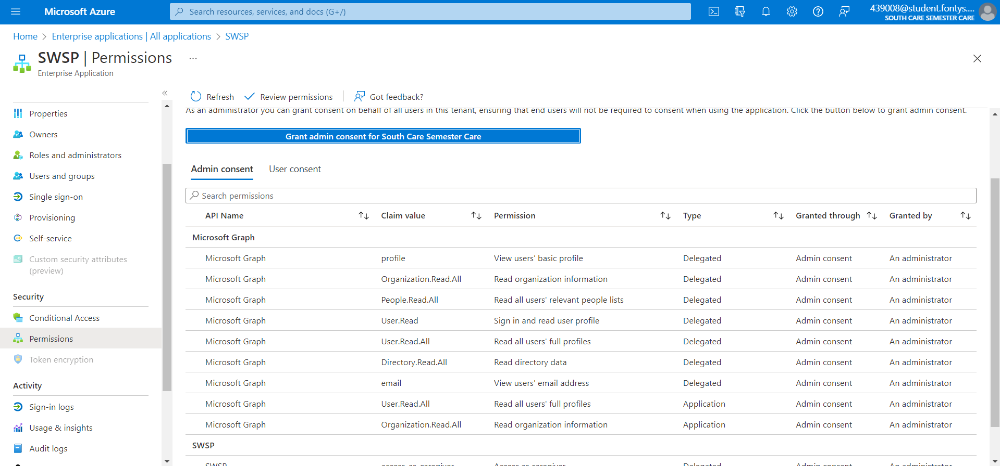 Microsoft Azure
Search resources, services, and docs (G+/)
439008@student.fontys....
SOUTH CARE SEMESTER CARE
Home > Enterprise applications | All applications > SWSP
SWSP | Permissions ...
Enterprise Application
Properties
Owners
Roles and administrators
Users and groups
Single sign-on
Provisioning
Self-service
Custom security attributes
(preview)
Security
Conditional Access
Permissions
Token encryption
Activity
Sign-in logs
Usage & insights
Audit logs
Refresh Review permissions Got feedback?
As an administrator you can grant consent on behalf of all users in this tenant, ensuring that end users will not be required to consent when using the application. Click the button below to grant admin consent.
Grant admin consent for South Care Semester Care
Admin consent User consent
Search permissions
API Name Claim value Permission Type Granted through Granted by
Microsoft Graph
Microsoft Graph profile View users' basic profile Delegated Admin consent An administrator
Microsoft Graph Organization.Read.All Read organization information Delegated Admin consent An administrator
Microsoft Graph People.Read.All Read all users' relevant people lists Delegated Admin consent An administrator
Microsoft Graph User.Read Sign in and read user profile Delegated Admin consent An administrator
Microsoft Graph User.Read.All Read all users' full profiles Delegated Admin consent An administrator
Microsoft Graph Directory.Read.All Read directory data Delegated Admin consent An administrator
Microsoft Graph email View users' email address Delegated Admin consent An administrator
Microsoft Graph User.Read.All Read all users' full profiles Application Admin consent An administrator
Microsoft Graph Organization.Read.All Read organization information Application Admin consent An administrator
SWSP
SWSP access_as_caregiver Access as caregiver Delegated Admin consent An administrator